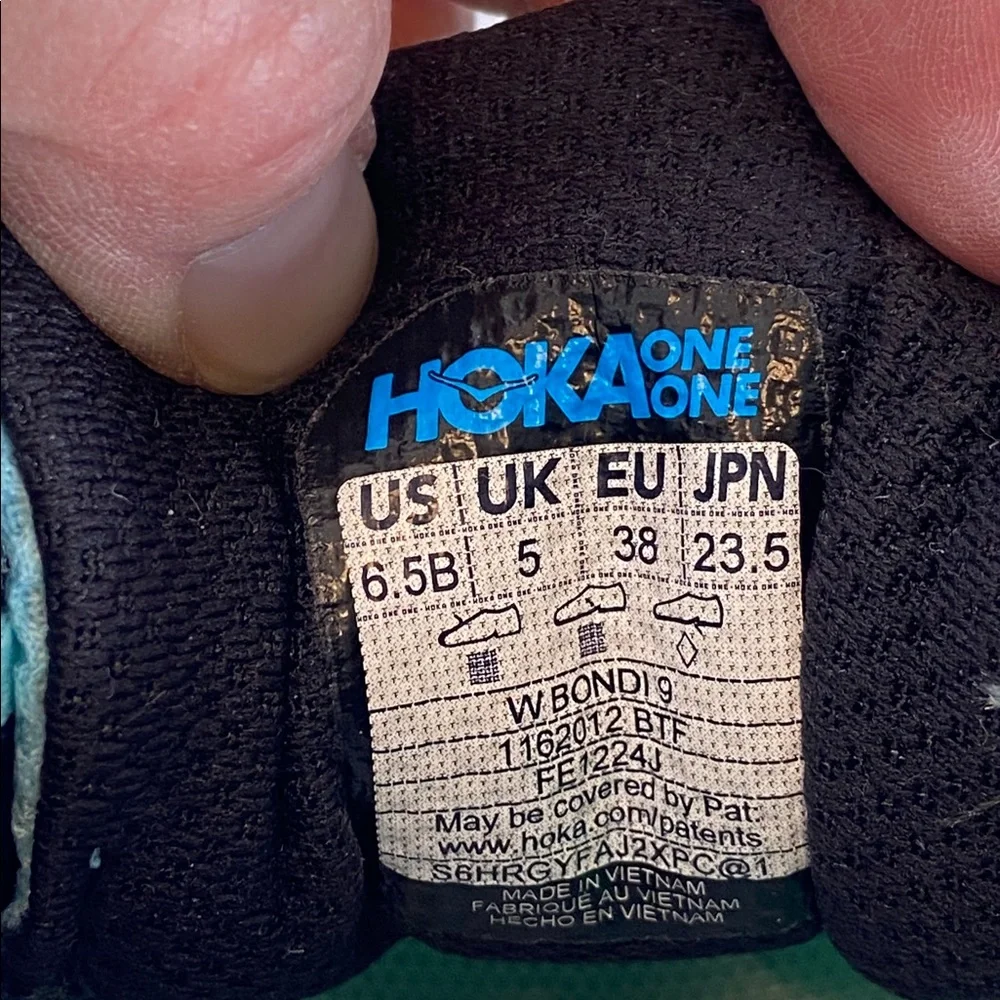 HOKA ONE ONE
US UK EU JPN
6.5B 5 38 23.5
W BONDI 9
1162012 BTF
FE1224J
May be covered by Pat:
www.hoka.com/patents
S6HRGYFAJ2XPC@1
MADE IN VIETNAM
FABRIQUÉ AU VIETNAM
HECHO EN VIETNAM